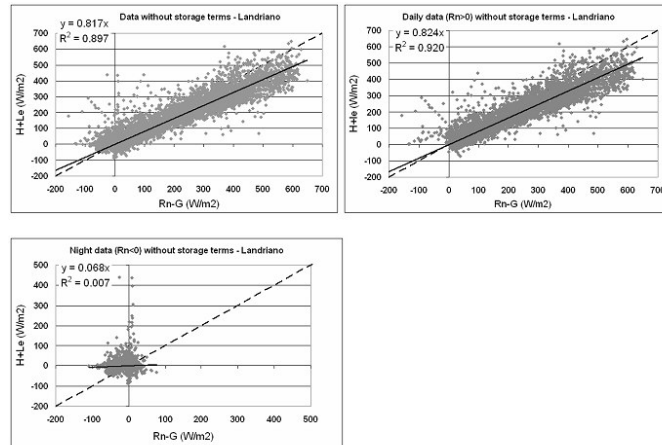 Data without storage terms - Landriano
y = 0.817x
R² = 0.897
H+Le (W/m2)
700
600
500
400
300
200
100
0
-100
-200
-200 -100 0 100 200 300 400 500 600 700
Rn-G (W/m2)
Daily data (Rn>0) without storage terms - Landriano
y = 0.824x
R² = 0.920
H+le (W/m2)
700
600
500
400
300
200
100
0
-100
-200
-200 -100 0 100 200 300 400 500 600 700
Rn-G (W/m2)
Night data (Rn<0) without storage terms - Landriano
y = 0.068x
R² = 0.007
H+Le (W/m2)
500
400
300
200
100
0
-100
-200
-200 -100 0 100 200 300 400 500
Rn-G (W/m2)